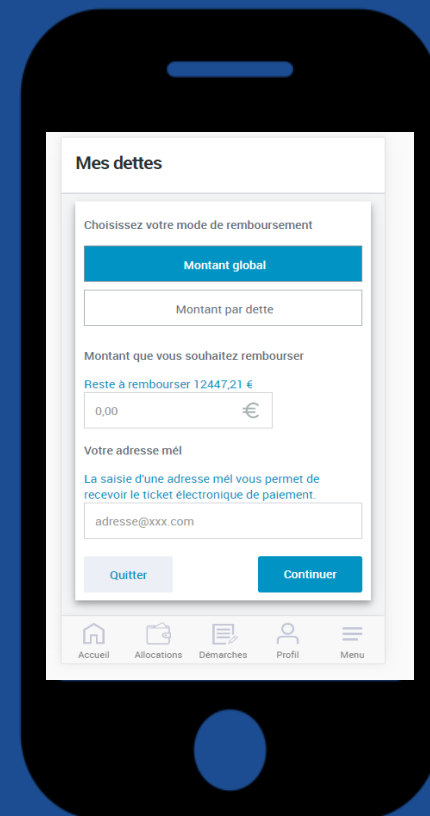 Mes dettes
Choisissez votre mode de remboursement
Montant global
Montant par dette
Montant que vous souhaitez rembourser
Reste à rembourser 12447,21 €
0,00 €
Votre adresse mél
La saisie d'une adresse mél vous permet de
recevoir le ticket électronique de paiement.
adresse@xxx.com
Quitter Continuer
Accueil Allocations Démarches Profil Menu